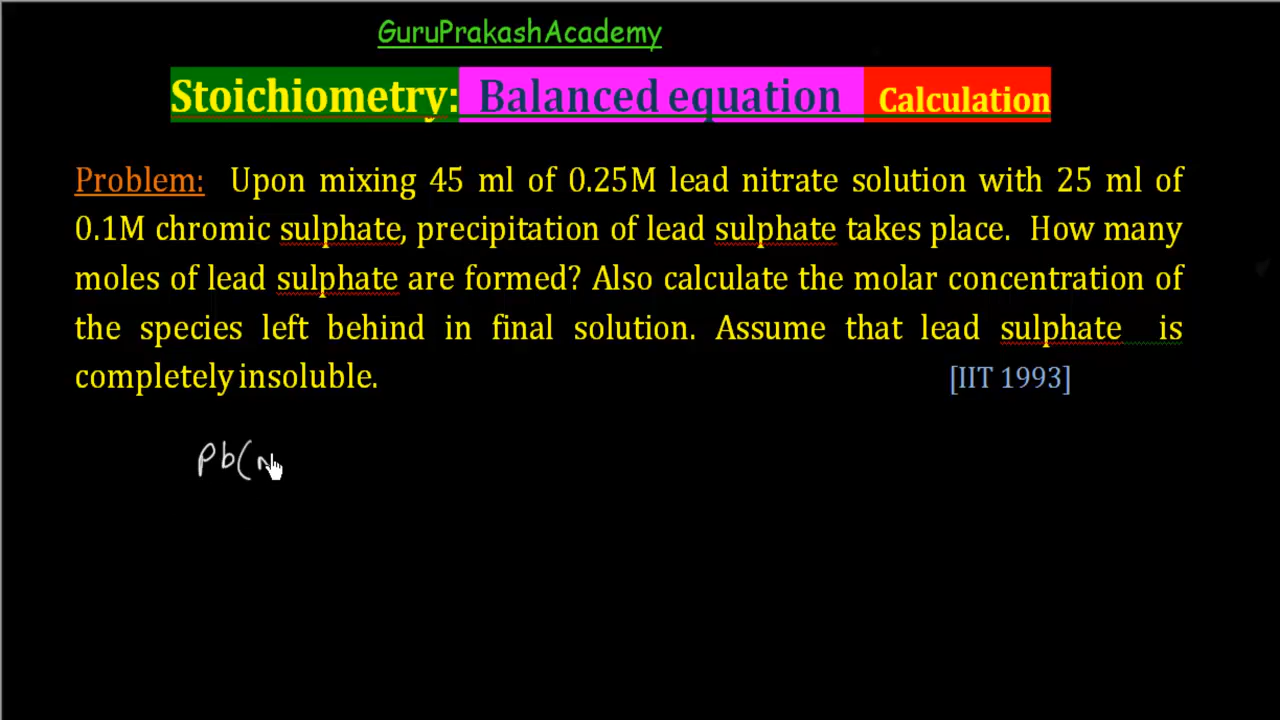 GuruPrakashAcademy
Stoichiometry: Balanced equation Calculation
Problem: Upon mixing 45 ml of 0.25M lead nitrate solution with 25 ml of
0.1M chromic sulphate, precipitation of lead sulphate takes place. How many
moles of lead sulphate are formed? Also calculate the molar concentration of
the species left behind in final solution. Assume that lead sulphate is
completely insoluble. [IIT 1993]
Pb(